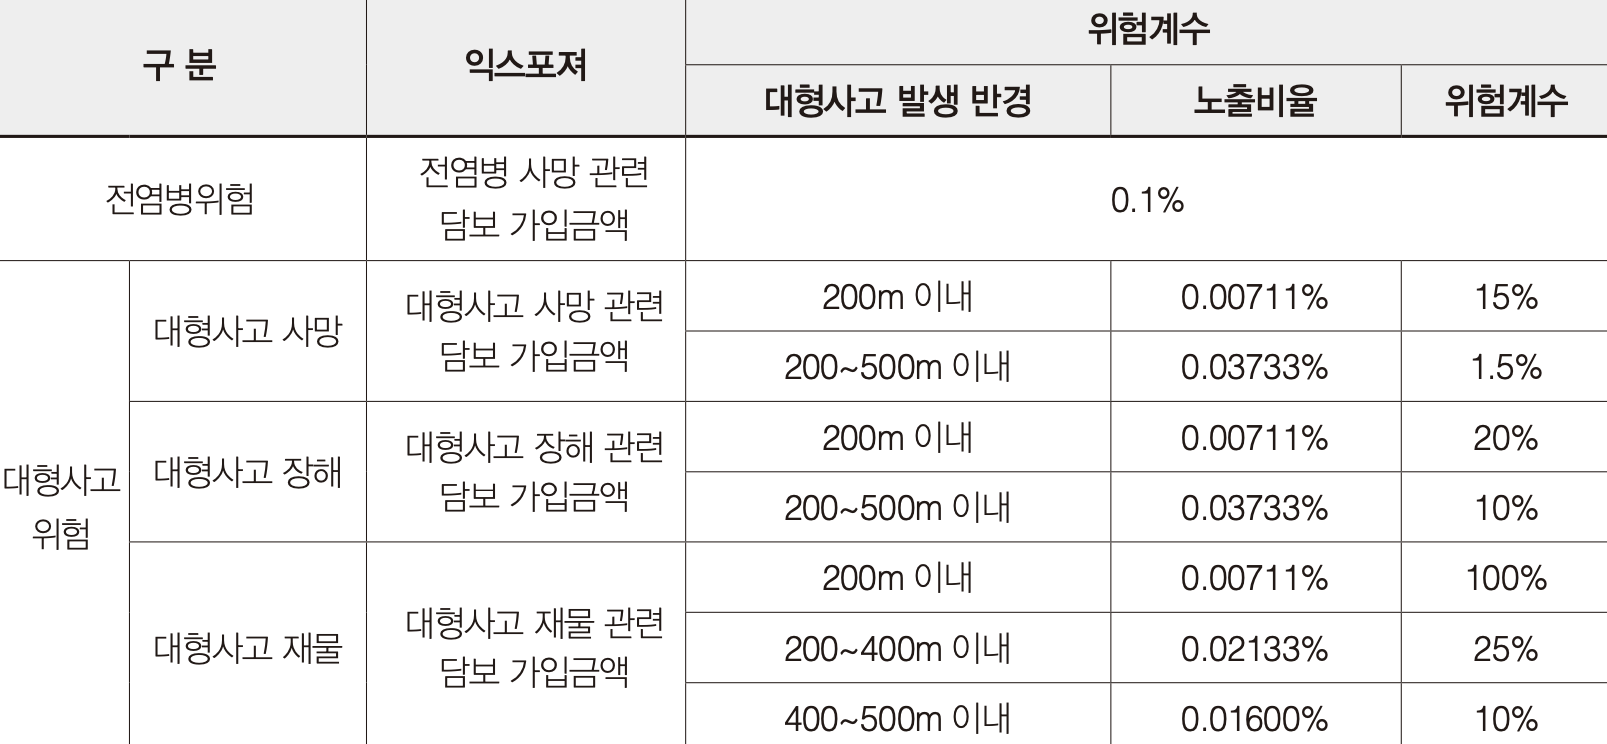 구 분
익스포져
위험계수
대형사고 발생 반경
노출비율
위험계수
전염병위험
전염병 사망 관련
담보 가입금액
0.1%
대형사고
위험
대형사고 사망
대형사고 사망 관련
담보 가입금액
200m 이내
0.00711%
15%
200~500m 이내
0.03733%
1.5%
대형사고 장해
대형사고 장해 관련
담보 가입금액
200m 이내
0.00711%
20%
200~500m 이내
0.03733%
10%
대형사고 재물
대형사고 재물 관련
담보 가입금액
200m 이내
0.00711%
100%
200~400m 이내
0.02133%
25%
400~500m 이내
0.01600%
10%